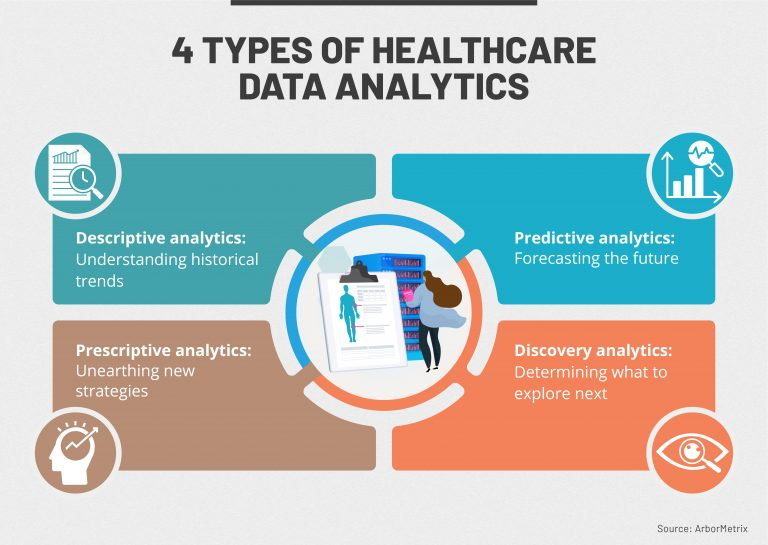 4 TYPES OF HEALTHCARE
DATA ANALYTICS
Descriptive analytics:
Understanding historical
trends
Predictive analytics:
Forecasting the future
Prescriptive analytics:
Unearthing new
strategies
Discovery analytics:
Determining what to
explore next
Source: ArborMetrix